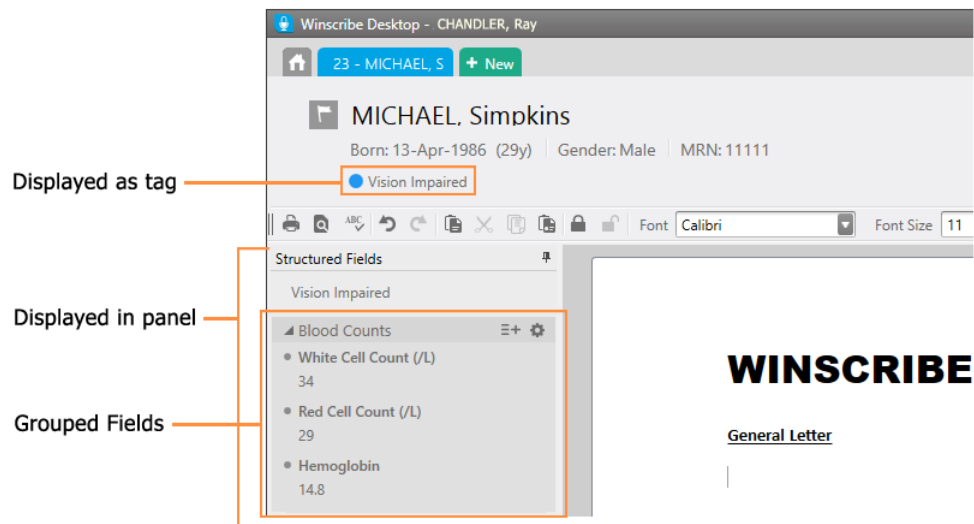 Winscribe Desktop - CHANDLER, Ray
23 - MICHAEL, S
+ New
MICHAEL, Simpkins
Born: 13-Apr-1986 (29y) Gender: Male MRN: 11111
Displayed as tag
Vision Impaired
ABC Font Calibri Font Size 11
Structured Fields
Vision Impaired
Displayed in panel
Blood Counts
White Cell Count (/L)
34
WINSCRIBE
Red Cell Count (/L)
Grouped Fields
29
General Letter
Hemoglobin
14.8